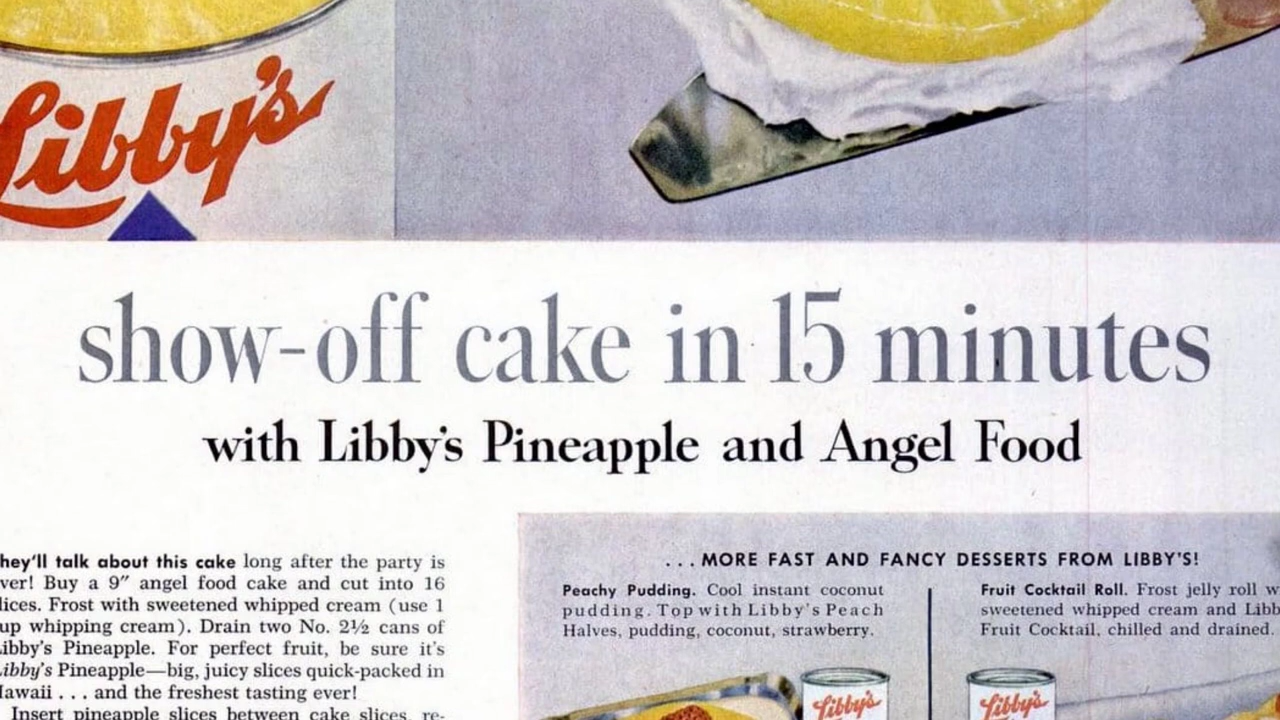 Libby's
show-off cake in 15 minutes
with Libby's Pineapple and Angel Food
hey'll talk about this cake long after the party is
ver! Buy a 9″ angel food cake and cut into 16
lices. Frost with sweetened whipped cream (use 1
up whipping cream). Drain two No. 2½ cans of
Libby's Pineapple. For perfect fruit, be sure it's
Libby's Pineapple—big, juicy slices quick-packed in
Hawaii . . . and the freshest tasting ever!
Insert pineapple slices between cake slices, re-
. . . MORE FAST AND FANCY DESSERTS FROM LIBBY'S!
Peachy Pudding. Cool instant coconut
pudding. Top with Libby's Peach
Halves, pudding, coconut, strawberry.
Fruit Cocktail Roll. Frost jelly roll w
sweetened whipped cream and Libb
Fruit Cocktail, chilled and drained.
Libby's
Libby's